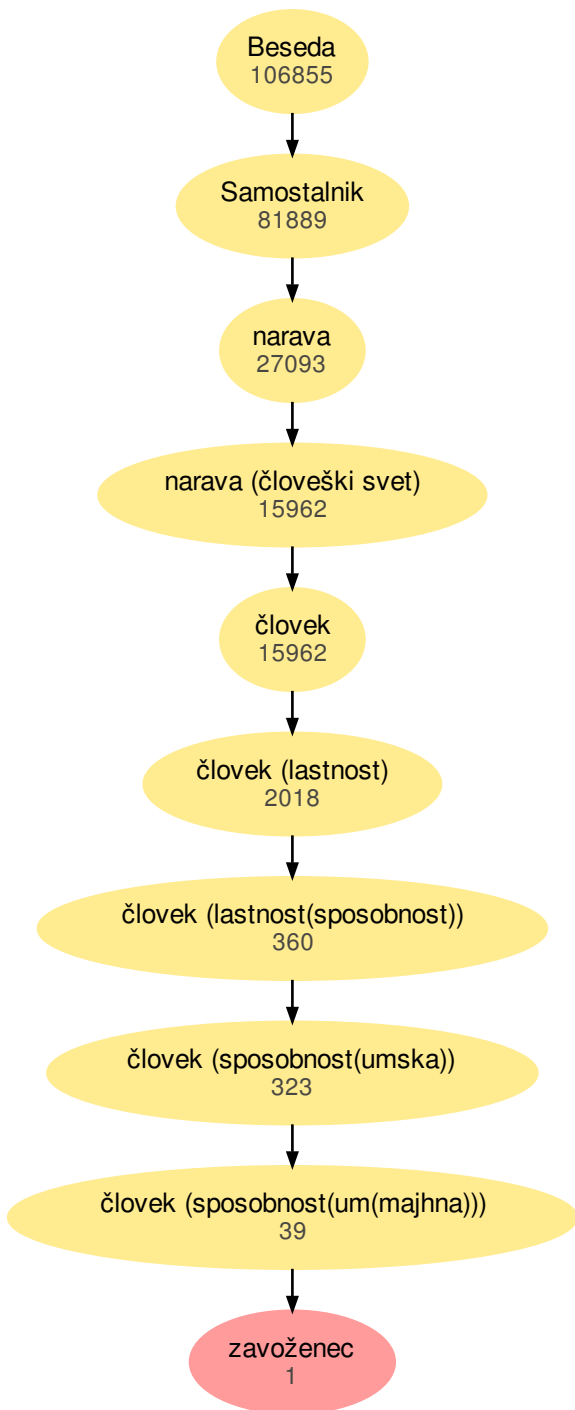 Beseda
106855
Samostalnik
81889
narava
27093
narava (človeški svet)
15962
človek
15962
človek (lastnost)
2018
človek (lastnost(sposobnost))
360
človek (sposobnost(umska))
323
človek (sposobnost(um(majhna)))
39
zavoženec
1